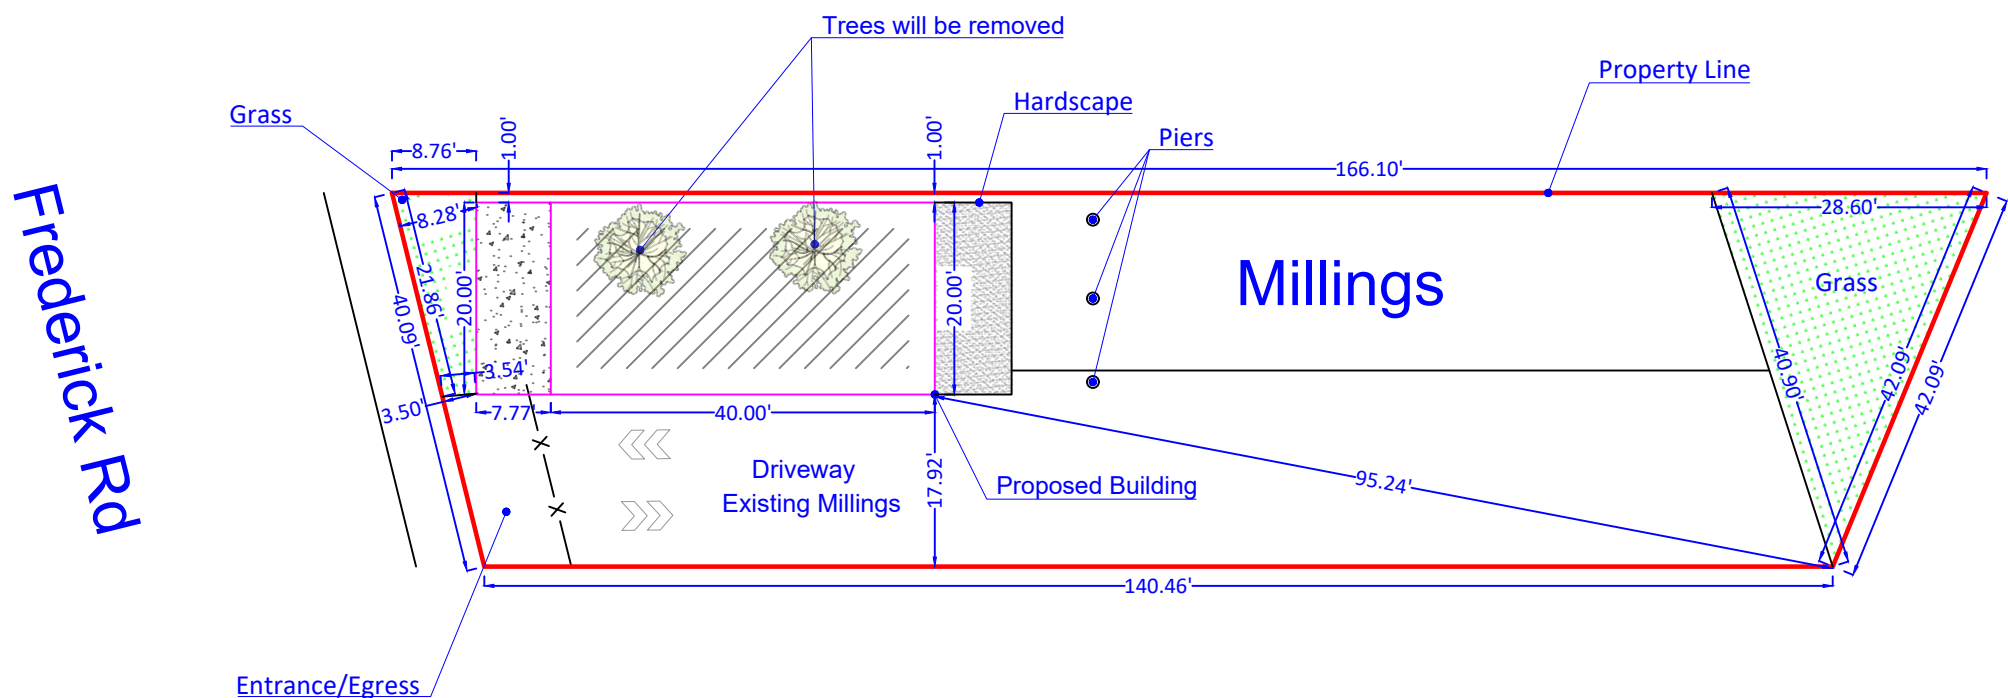 Trees will be removed
Property Line
Hardscape
Grass
Piers
8.76'
1.00'
1.00'
166.10'
8.28'
28.60'
Frederick Rd
Millings
Grass
21.86'
40.09'
20.00'
20.00'
3.54'
3.50'
40.90'
42.09'
42.09'
7.77'
40.00'
X
X
Driveway
Existing Millings
17.92'
Proposed Building
95.24'
140.46'
Entrance/Egress